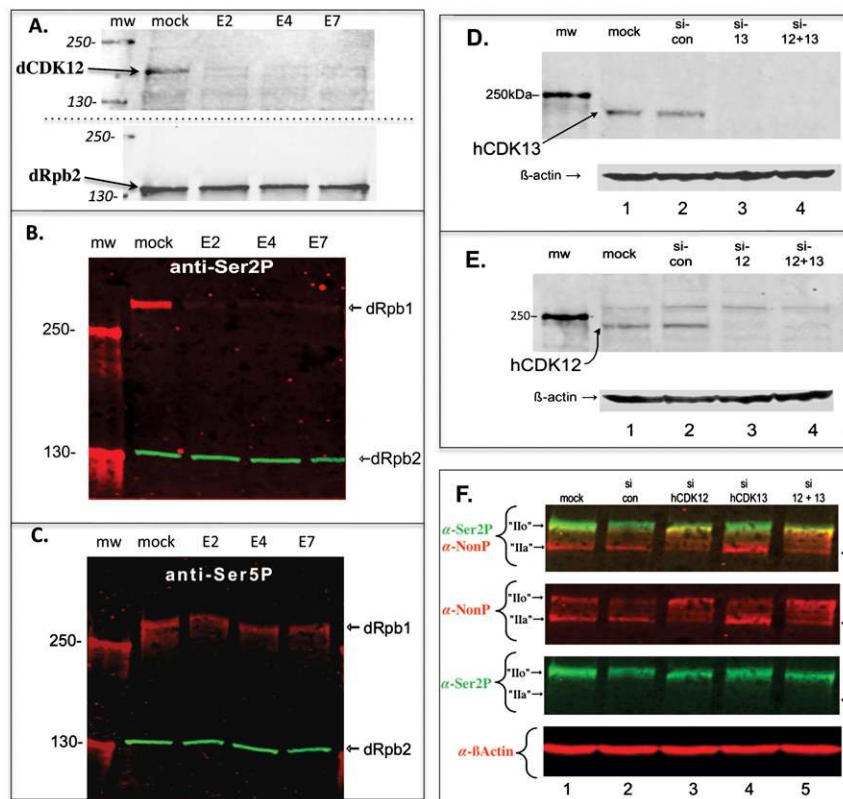 A.
mw mock E2 E4 E7
250-
dCDK12
130-
250-
dRpb2
130-
B.
mw mock E2 E4 E7
anti-Ser2P
dRpb1
250-
130-
dRpb2
C.
mw mock E2 E4 E7
anti-Ser5P
dRpb1
250-
130-
dRpb2
D.
mw mock si-con si-13 si-12+13
250kDa
hCDK13
ß-actin →
1 2 3 4
E.
mw mock si-con si-12 si-12+13
250
hCDK12
ß-actin →
1 2 3 4
F.
mock si con si hCDK12 si hCDK13 si 12 + 13
α-Ser2P "IIo"→
α-NonP "IIa"→
α-NonP "IIo"→
"IIa"→
α-Ser2P "IIo"→
"IIa"→
α-ßActin
1 2 3 4 5